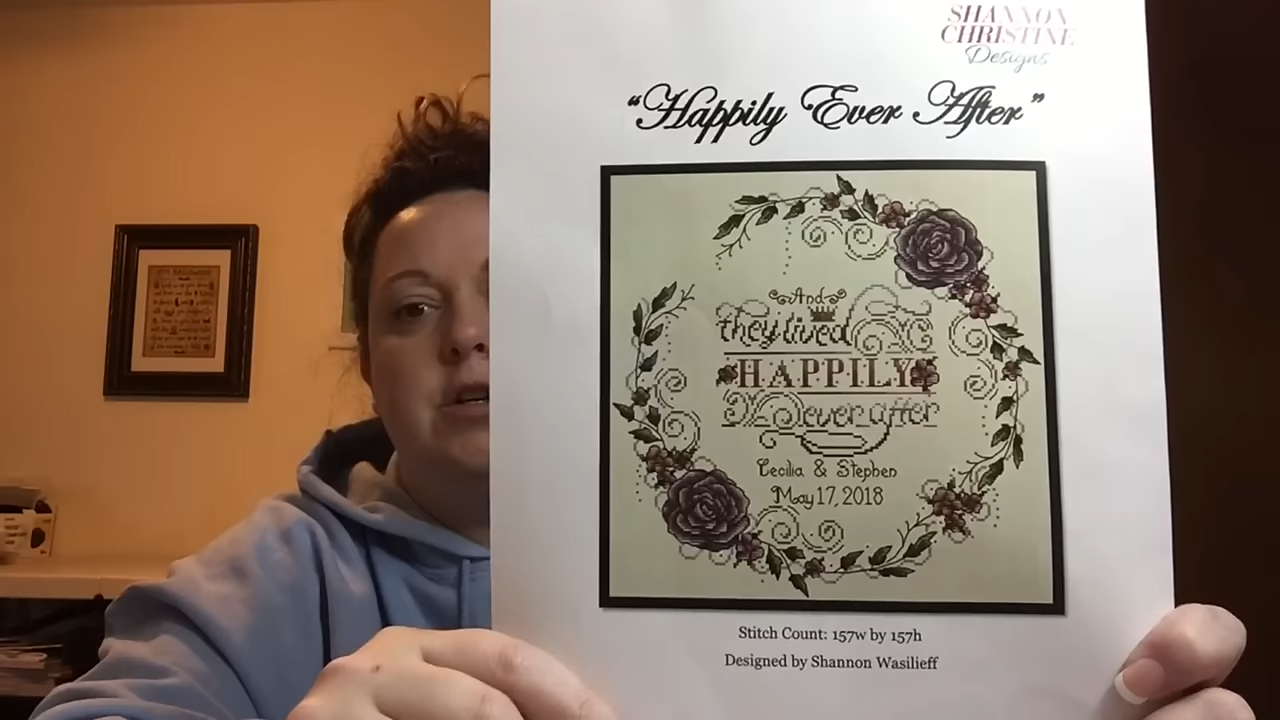 SHANNON
CHRISTINE
Designs
“Happily Ever After”
And
they lived
HAPPILY
ever after
Cecilia & Stephen
May 17, 2018
Stitch Count: 157w by 157h
Designed by Shannon Wasilieff